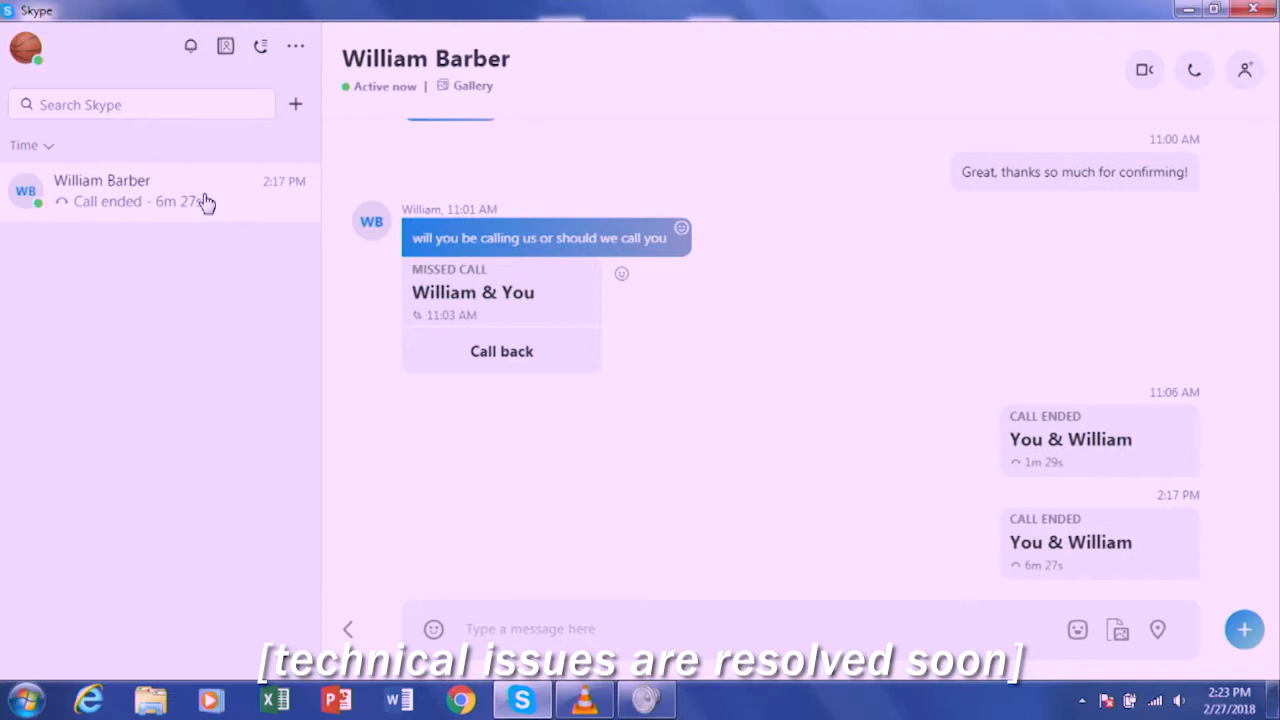 Skype
Search Skype
Time
WB
William Barber
2:17 PM
Call ended - 6m 27s
William Barber
Active now | Gallery
11:00 AM
Great, thanks so much for confirming!
William, 11:01 AM
WB
will you be calling us or should we call you
MISSED CALL
William & You
11:03 AM
Call back
11:06 AM
CALL ENDED
You & William
1m 29s
2:17 PM
CALL ENDED
You & William
6m 27s
Type a message here
[technical issues are resolved soon]
2:23 PM
2/27/2018